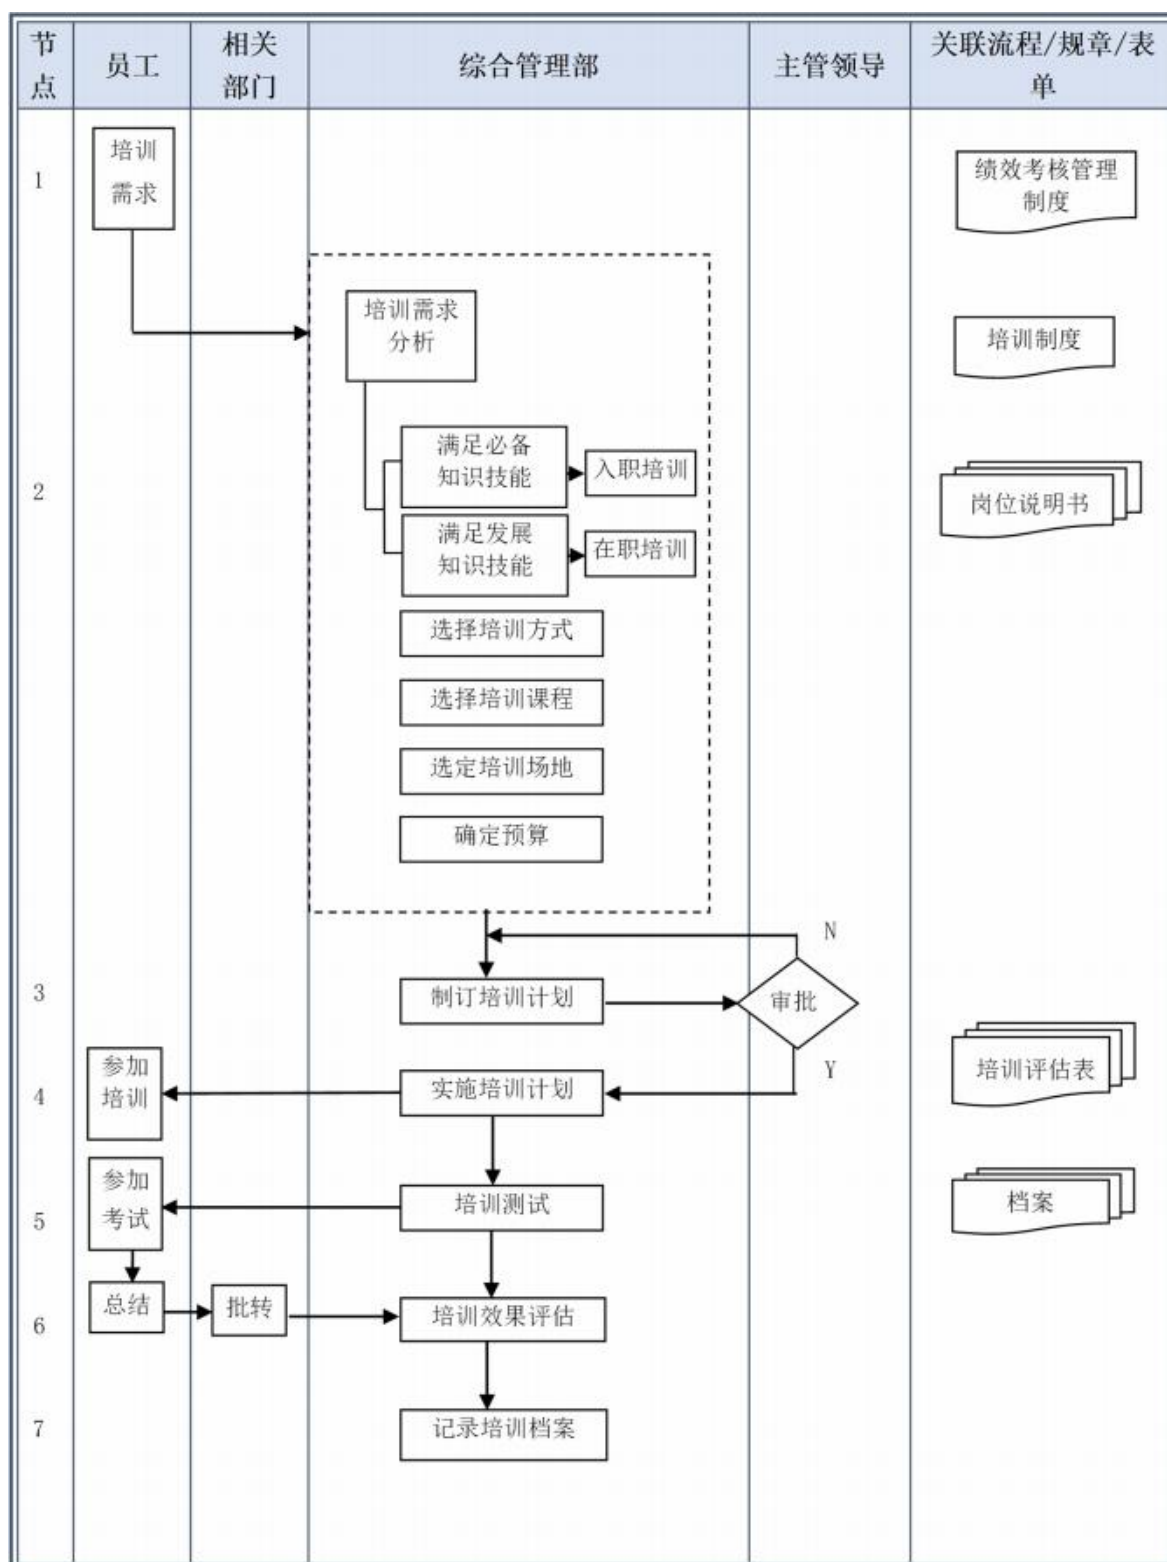 节
点
员工
相关
部门
综合管理部
主管领导
关联流程/规章/表
单
1
培训
需求
绩效考核管理
制度
培训需求
分析
培训制度
2
满足必备
知识技能
入职培训
岗位说明书
满足发展
知识技能
在职培训
选择培训方式
选择培训课程
选定培训场地
确定预算
N
3
制订培训计划
审批
Y
4
参加
培训
实施培训计划
培训评估表
5
参加
考试
培训测试
档案
6
总结
批转
培训效果评估
7
记录培训档案